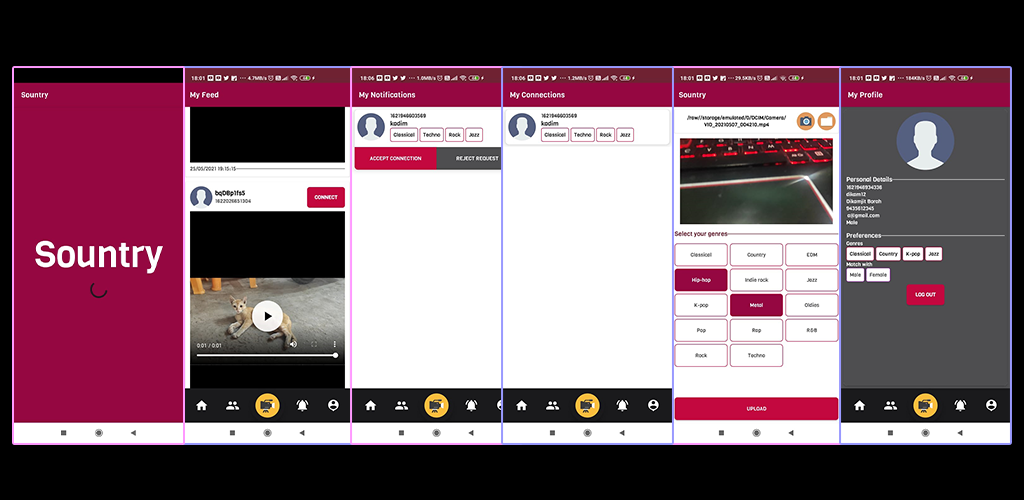 Sountry
Sountry
18:01 ··· 4.7MB/s
My Feed
25/05/2021 19:15:15
bq08p1fs5
1622026851304
CONNECT
0:01 / 0:01
18:06 ··· 1.0MB/s
My Notifications
1621946603569
kadim
Classical Techno Rock Jazz
ACCEPT CONNECTION REJECT REQUEST
18:06 ··· 1.2MB/s
My Connections
1621946603569
kadim
Classical Techno Rock Jazz
18:01 ··· 29.5KB/s
Sountry
/raw//storage/emulated/0/DCIM/Camera/
VID_20210507_004210.mp4
Select your genres
Classical Country EDM
Hip-hop Indie rock Jazz
K-pop Metal Oldies
Pop Rap R&B
Rock Techno
UPLOAD
18:01 ··· 184KB/s
My Profile
Personal Details
1621946934336
dikam12
Dikamjit Borah
9435612345
a@gmail.com
Male
Preferences
Genres
Classical Country K-pop Jazz
Match with
Male Female
LOG OUT